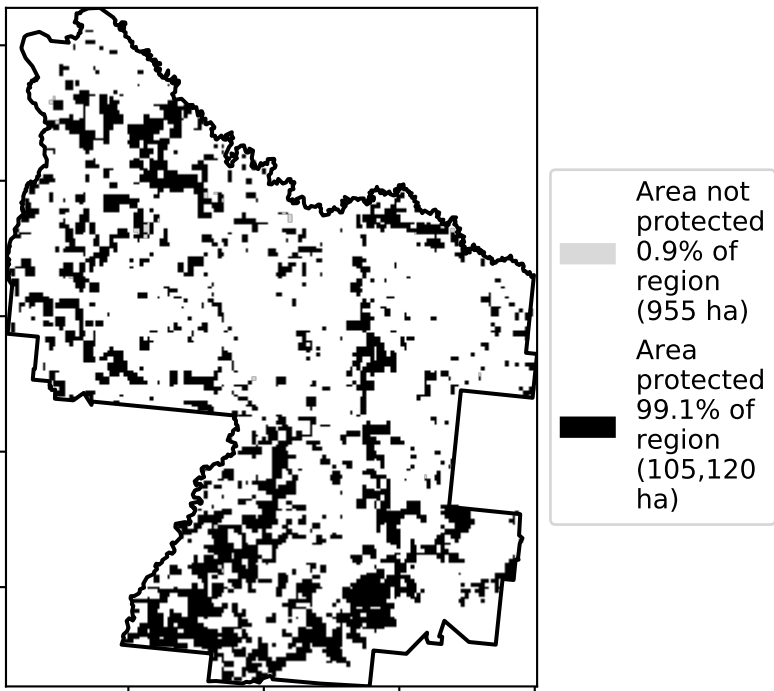 Area not
protected
0.9% of
region
(955 ha)
Area
protected
99.1% of
region
(105,120
ha)